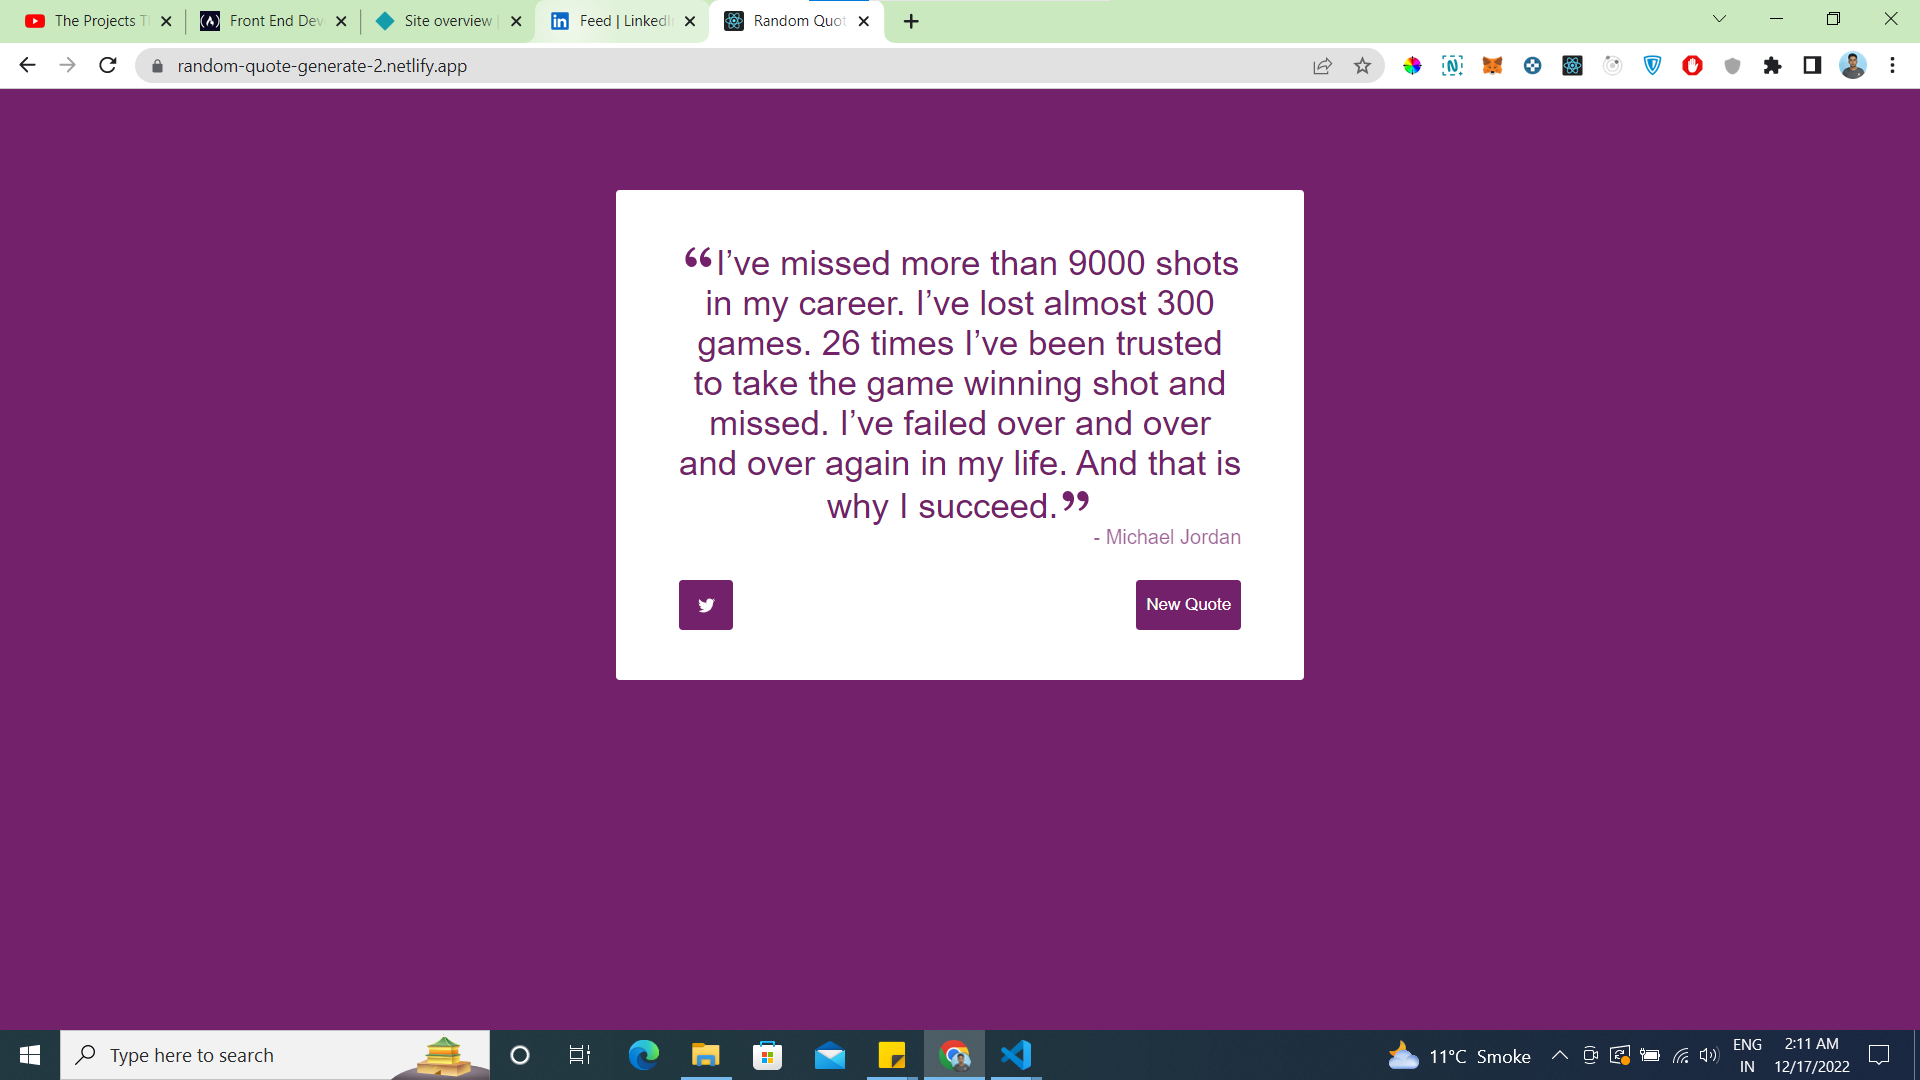 The Projects T
Front End Dev
Site overview |
Feed | LinkedIn
Random Quot
random-quote-generate-2.netlify.app
“I’ve missed more than 9000 shots
in my career. I’ve lost almost 300
games. 26 times I’ve been trusted
to take the game winning shot and
missed. I’ve failed over and over
and over again in my life. And that is
why I succeed.”
- Michael Jordan
New Quote
Type here to search
11°C Smoke
ENG
IN
2:11 AM
12/17/2022